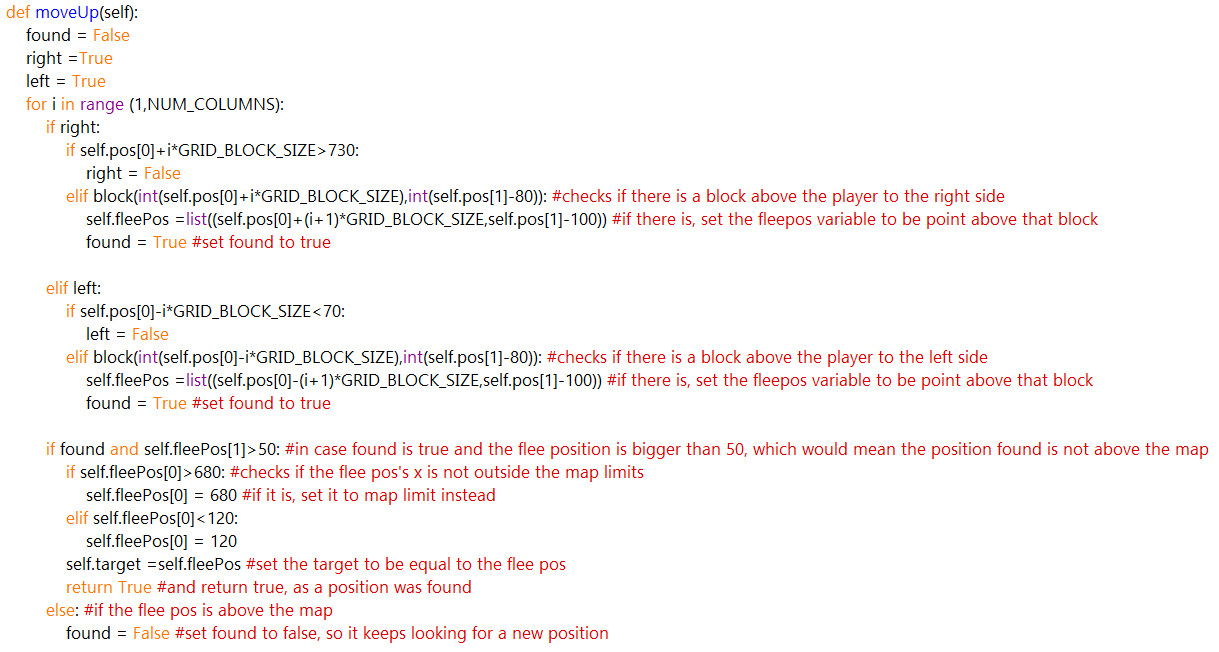 def moveUp(self):
    found = False
    right =True
    left = True
    for i in range (1,NUM_COLUMNS):
        if right:
            if self.pos[0]+i*GRID_BLOCK_SIZE>730:
                right = False
            elif block(int(self.pos[0]+i*GRID_BLOCK_SIZE),int(self.pos[1]-80)): #checks if there is a block above the player to the right side
                self.fleePos =list((self.pos[0]+(i+1)*GRID_BLOCK_SIZE,self.pos[1]-100)) #if there is, set the fleepos variable to be point above that block
                found = True #set found to true

        elif left:
            if self.pos[0]-i*GRID_BLOCK_SIZE<70:
                left = False
            elif block(int(self.pos[0]-i*GRID_BLOCK_SIZE),int(self.pos[1]-80)): #checks if there is a block above the player to the left side
                self.fleePos =list((self.pos[0]-(i+1)*GRID_BLOCK_SIZE,self.pos[1]-100)) #if there is, set the fleepos variable to be point above that block
                found = True #set found to true

        if found and self.fleePos[1]>50: #in case found is true and the flee position is bigger than 50, which would mean the position found is not above the map
            if self.fleePos[0]>680: #checks if the flee pos's x is not outside the map limits
                self.fleePos[0] = 680 #if it is, set it to map limit instead
            elif self.fleePos[0]<120:
                self.fleePos[0] = 120
            self.target =self.fleePos #set the target to be equal to the flee pos
            return True #and return true, as a position was found
        else: #if the flee pos is above the map
            found = False #set found to false, so it keeps looking for a new position